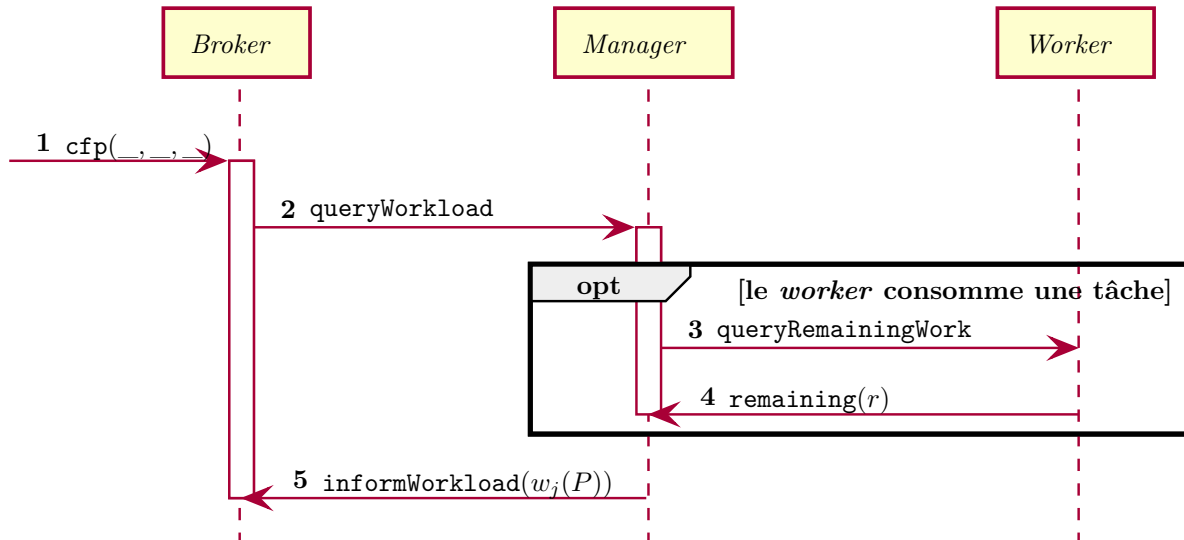 Broker
Manager
Worker
1 cfp(_, _, _)
2 queryWorkload
opt
[le worker consomme une tâche]
3 queryRemainingWork
4 remaining(r)
5 informWorkload(w_j(P))